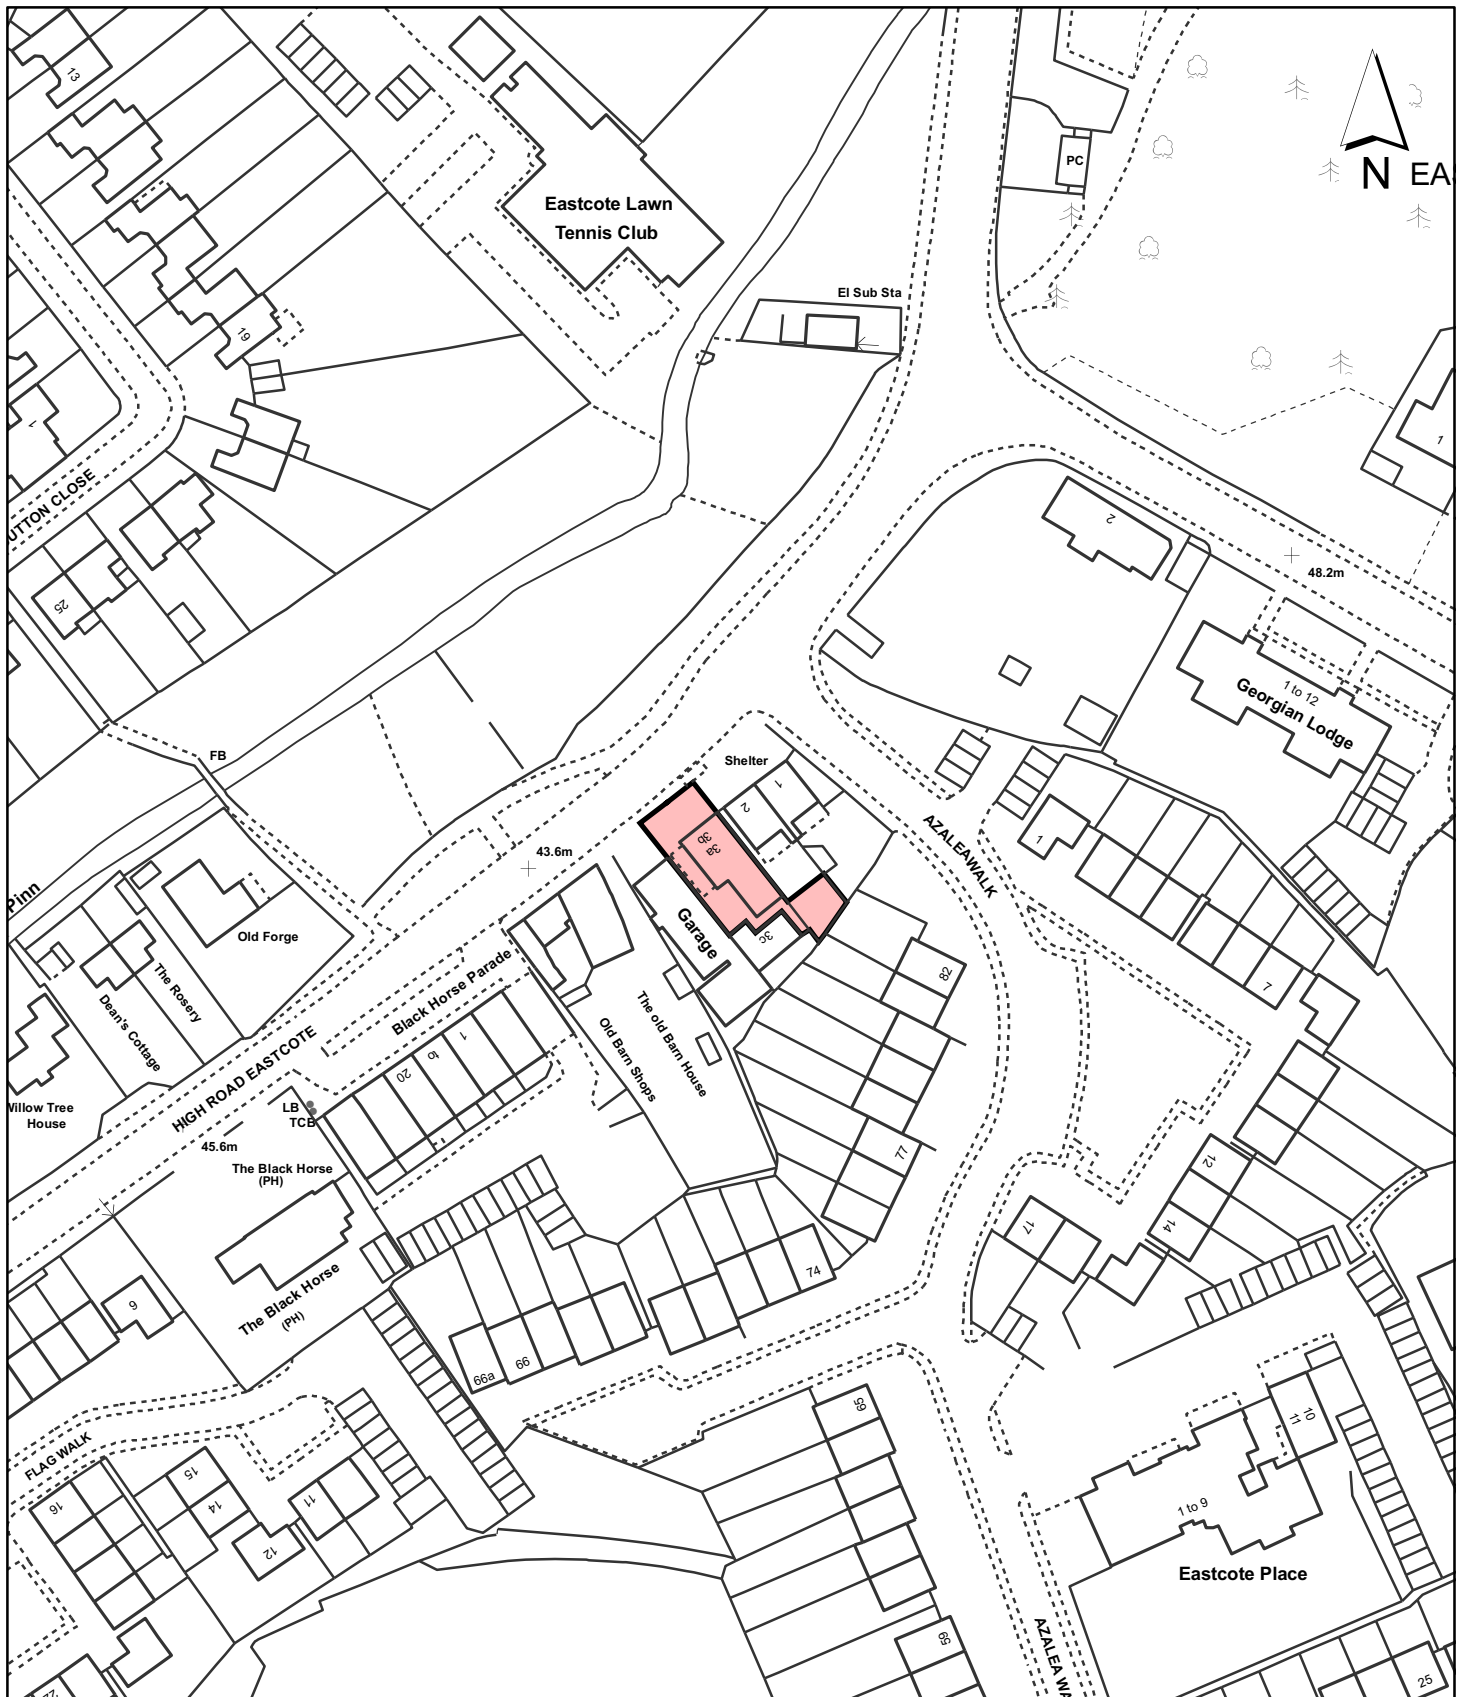 13
PC
N
EAS
Eastcote Lawn
Tennis Club
El Sub Sta
19
1
1
UTTON CLOSE
2
48.2m
25
1 to 12
Georgian Lodge
FB
Shelter
1
2
3a
3b
AZALEA WALK
1
43.6m
Pinn
Old Forge
Garage
3c
82
7
The Rosery
Dean's Cottage
Black Horse Parade
1
to
20
The old Barn House
Old Barn Shops
HIGH ROAD EASTCOTE
Willow Tree
House
LB
TCB
45.6m
The Black Horse
(PH)
77
12
14
17
74
The Black Horse
(PH)
9
66a
66
65
10
11
FLAG WALK
15
14
16
11
12
1 to 9
Eastcote Place
59
AZALEA WA
25